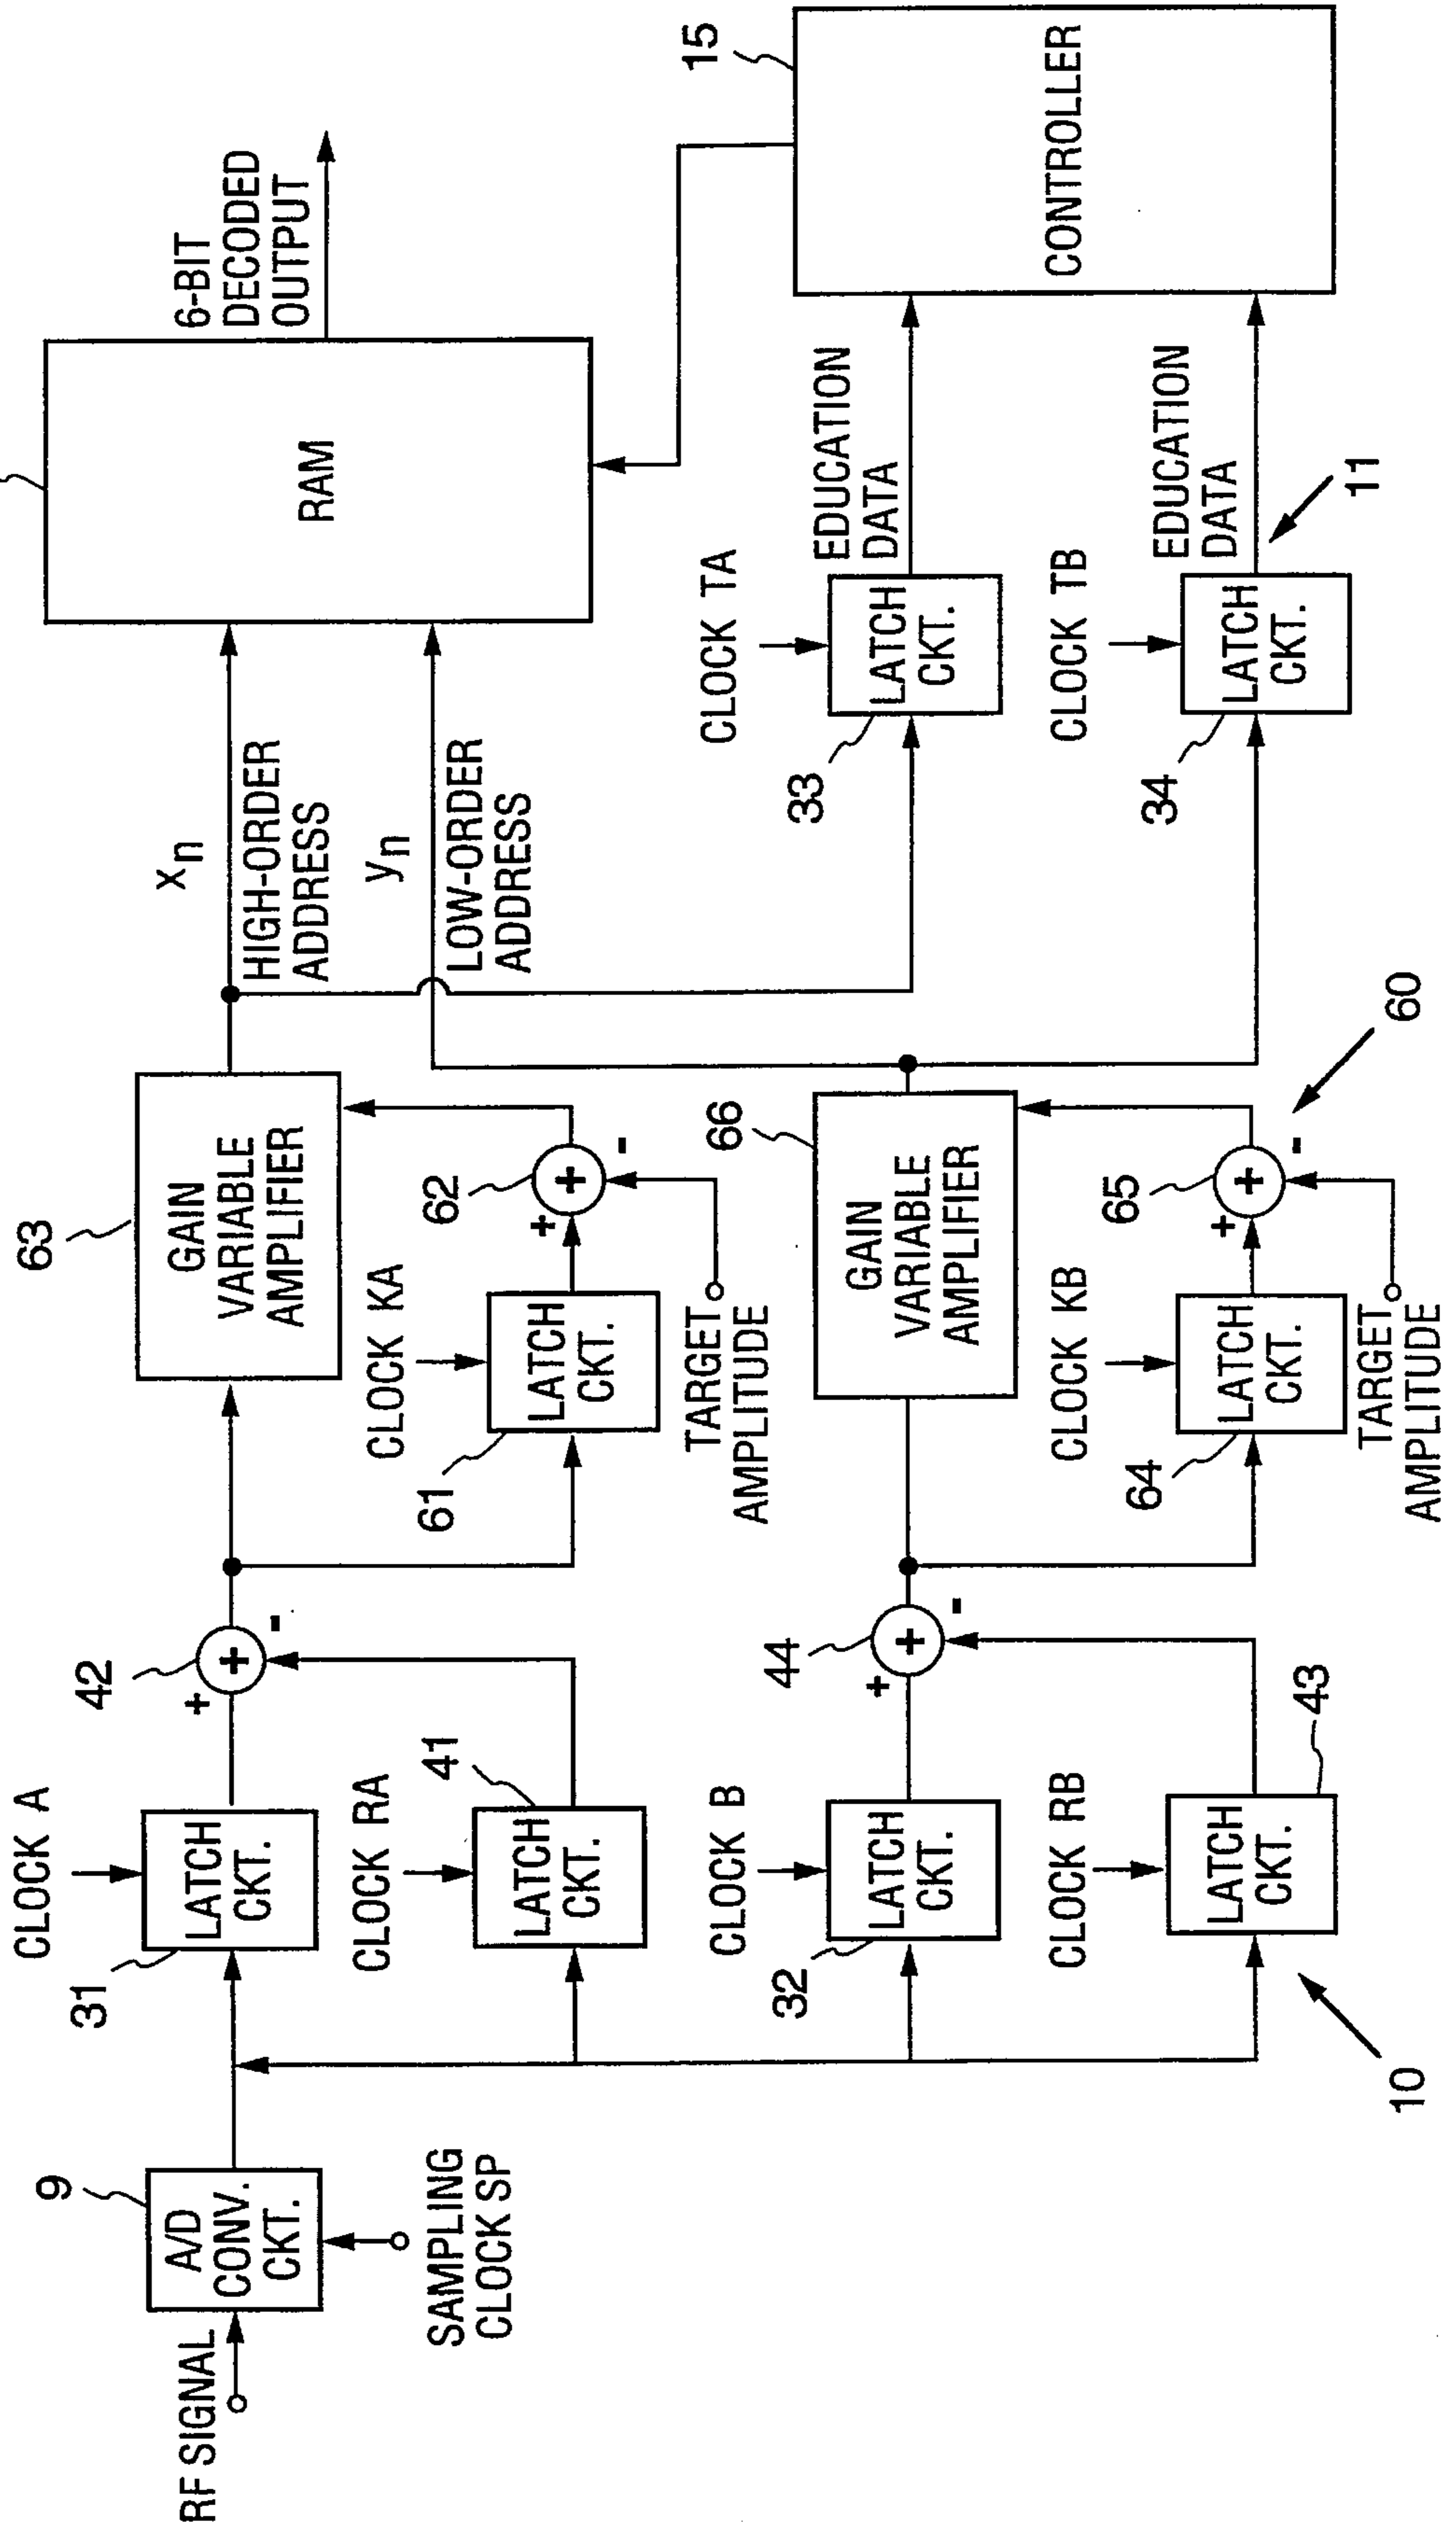 RF SIGNAL
9
A/D
CONV.
CKT.
SAMPLING
CLOCK SP
CLOCK A
31
LATCH
CKT.
CLOCK RA
41
LATCH
CKT.
CLOCK B
32
LATCH
CKT.
CLOCK RB
43
LATCH
CKT.
10
42
+
+
-
44
+
+
-
63
GAIN
VARIABLE
AMPLIFIER
CLOCK KA
61
LATCH
CKT.
62
+
+
-
TARGET
AMPLITUDE
66
GAIN
VARIABLE
AMPLIFIER
CLOCK KB
64
LATCH
CKT.
65
+
+
-
TARGET
AMPLITUDE
60
xn
HIGH-ORDER
ADDRESS
yn
LOW-ORDER
ADDRESS
RAM
6-BIT
DECODED
OUTPUT
CLOCK TA
33
LATCH
CKT.
EDUCATION
DATA
CLOCK TB
34
LATCH
CKT.
EDUCATION
DATA
11
15
CONTROLLER